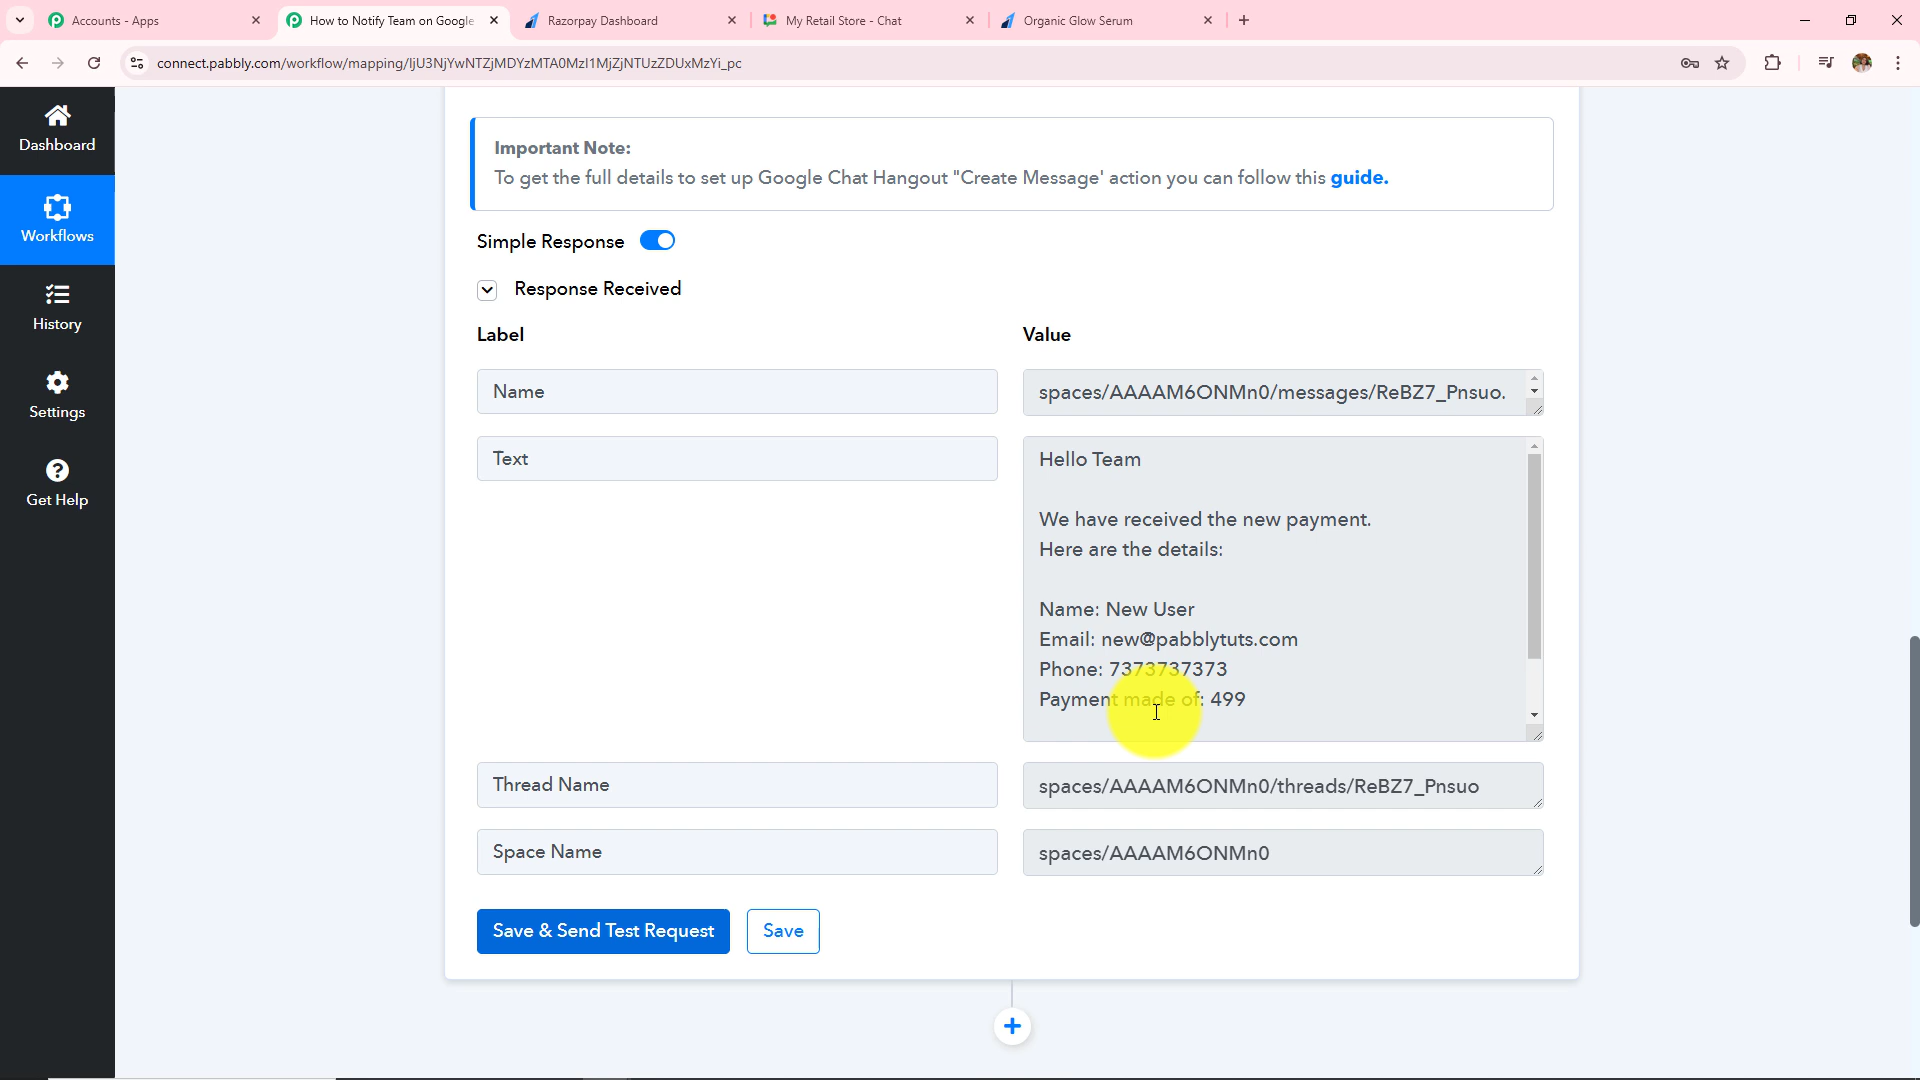 Accounts - Apps
How to Notify Team on Google
Razorpay Dashboard
My Retail Store - Chat
Organic Glow Serum
connect.pabbly.com/workflow/mapping/IjU3NjYwNTZjMDYzMTA0MzI1MjZjNTUzZDUxMzYi_pc
Dashboard
Workflows
History
Settings
Get Help
Important Note:
To get the full details to set up Google Chat Hangout "Create Message' action you can follow this guide.
Simple Response
Response Received
Label
Value
Name
spaces/AAAAM6ONMn0/messages/ReBZ7_Pnsuo.
Text
Hello Team
We have received the new payment.
Here are the details:
Name: New User
Email: new@pabblytuts.com
Phone: 7373737373
Payment made of: 499
Thread Name
spaces/AAAAM6ONMn0/threads/ReBZ7_Pnsuo
Space Name
spaces/AAAAM6ONMn0
Save & Send Test Request
Save